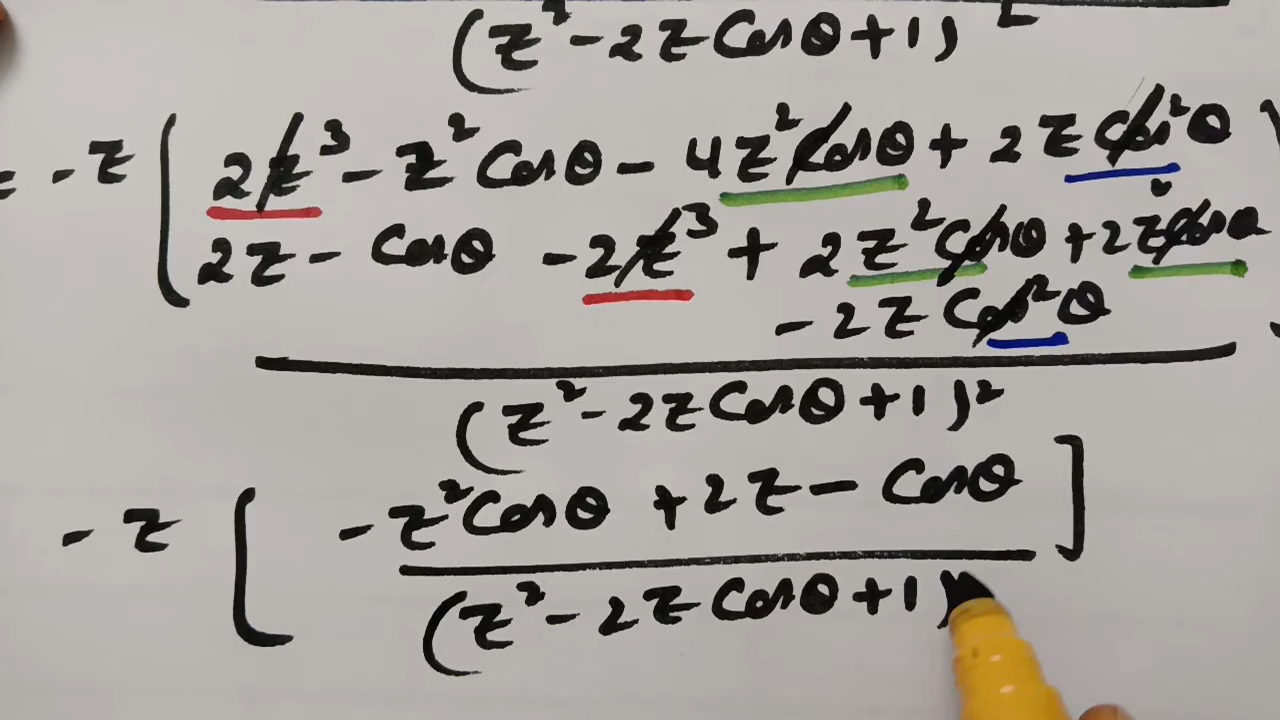 (z² - 2z Cosθ + 1)²
= -z [ 2z³ - z² Cosθ - 4z² Cosθ + 2z Cos²θ
2z - Cosθ - 2z³ + 2z² Cosθ + 2z² Cosθ
- 2z Cos²θ ]
(z² - 2z Cosθ + 1)²
-z [ -z² Cosθ + 2z - Cosθ ]
(z² - 2z Cosθ + 1)